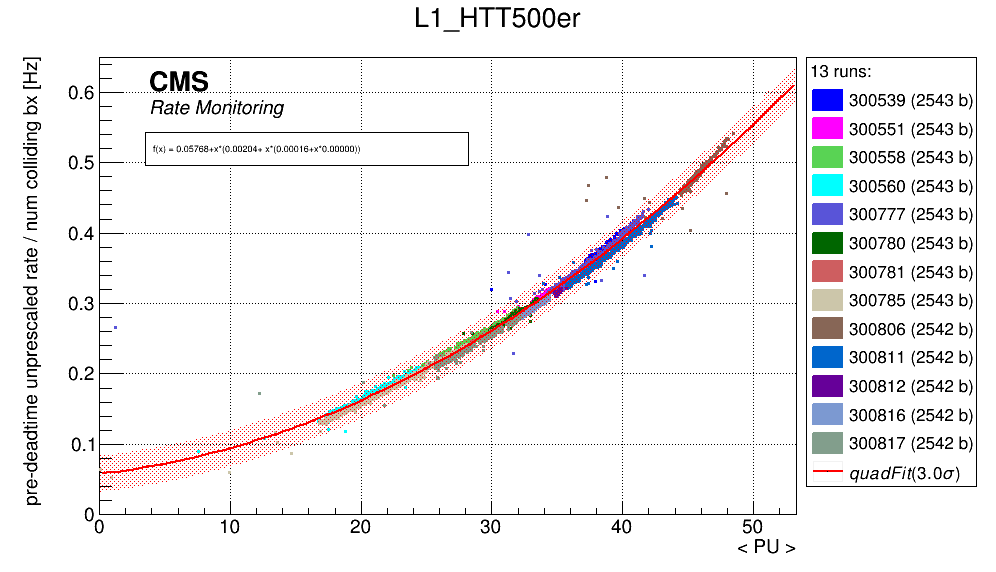 L1_HTT500er
pre-deadtime unprescaled rate / num colliding bx [Hz]
CMS
Rate Monitoring
f(x) = 0.05768+x*(0.00204+ x*(0.00016+x*0.00000))
0.6
0.5
0.4
0.3
0.2
0.1
0
0 10 20 30 40 50
< PU >
13 runs:
300539 (2543 b)
300551 (2543 b)
300558 (2543 b)
300560 (2543 b)
300777 (2543 b)
300780 (2543 b)
300781 (2543 b)
300785 (2543 b)
300806 (2542 b)
300811 (2542 b)
300812 (2542 b)
300816 (2542 b)
300817 (2542 b)
quadFit(3.0σ)